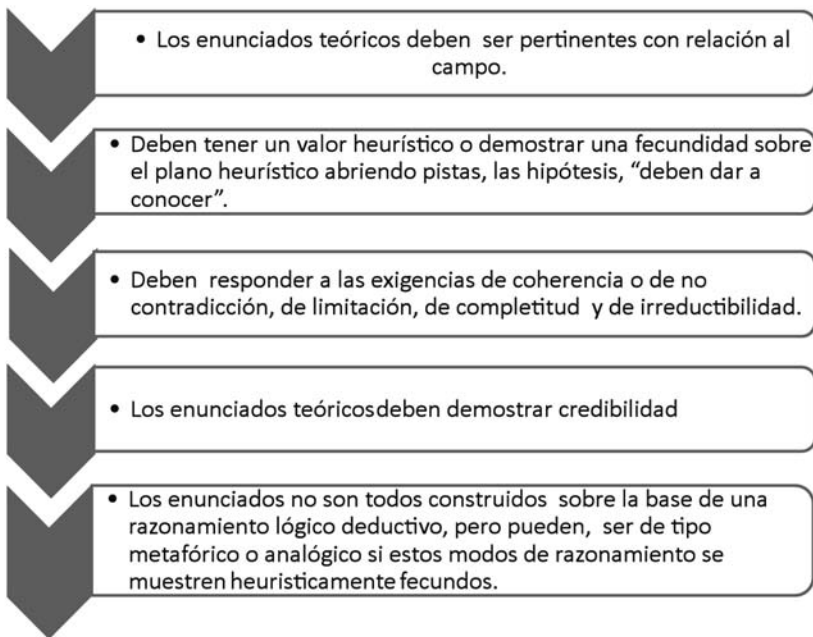 • Los enunciados teóricos deben ser pertinentes con relación al
campo.
• Deben tener un valor heurístico o demostrar una fecundidad sobre
el plano heurístico abriendo pistas, las hipótesis, “deben dar a
conocer”.
• Deben responder a las exigencias de coherencia o de no
contradicción, de limitación, de completitud y de irreductibilidad.
• Los enunciados teóricosdeben demostrar credibilidad
• Los enunciados no son todos construidos sobre la base de una
razonamiento lógico deductivo, pero pueden, ser de tipo
metafórico o analógico si estos modos de razonamiento se
muestren heuristicamente fecundos.